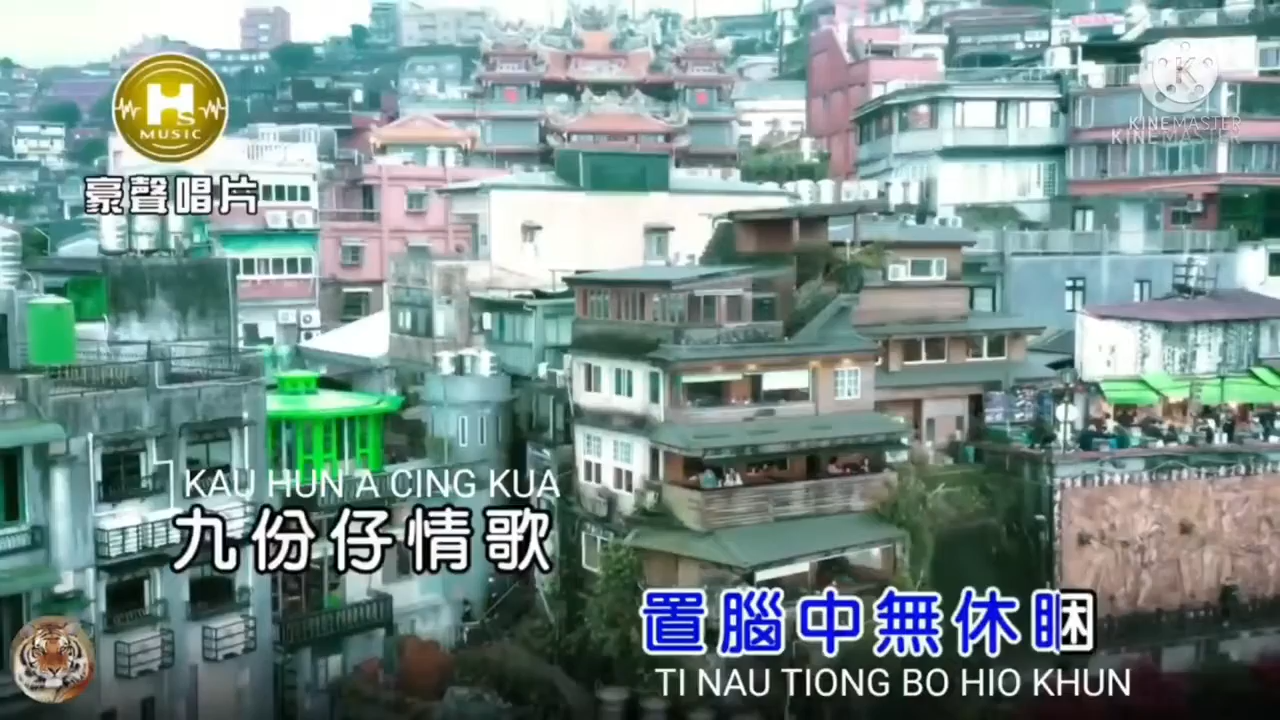 HS
MUSIC
豪聲唱片
K
KINEMASTER
KINEMASTER
KAU HUN A CING KUA
九份仔情歌
置腦中無休睏
TI NAU TIONG BO HIO KHUN